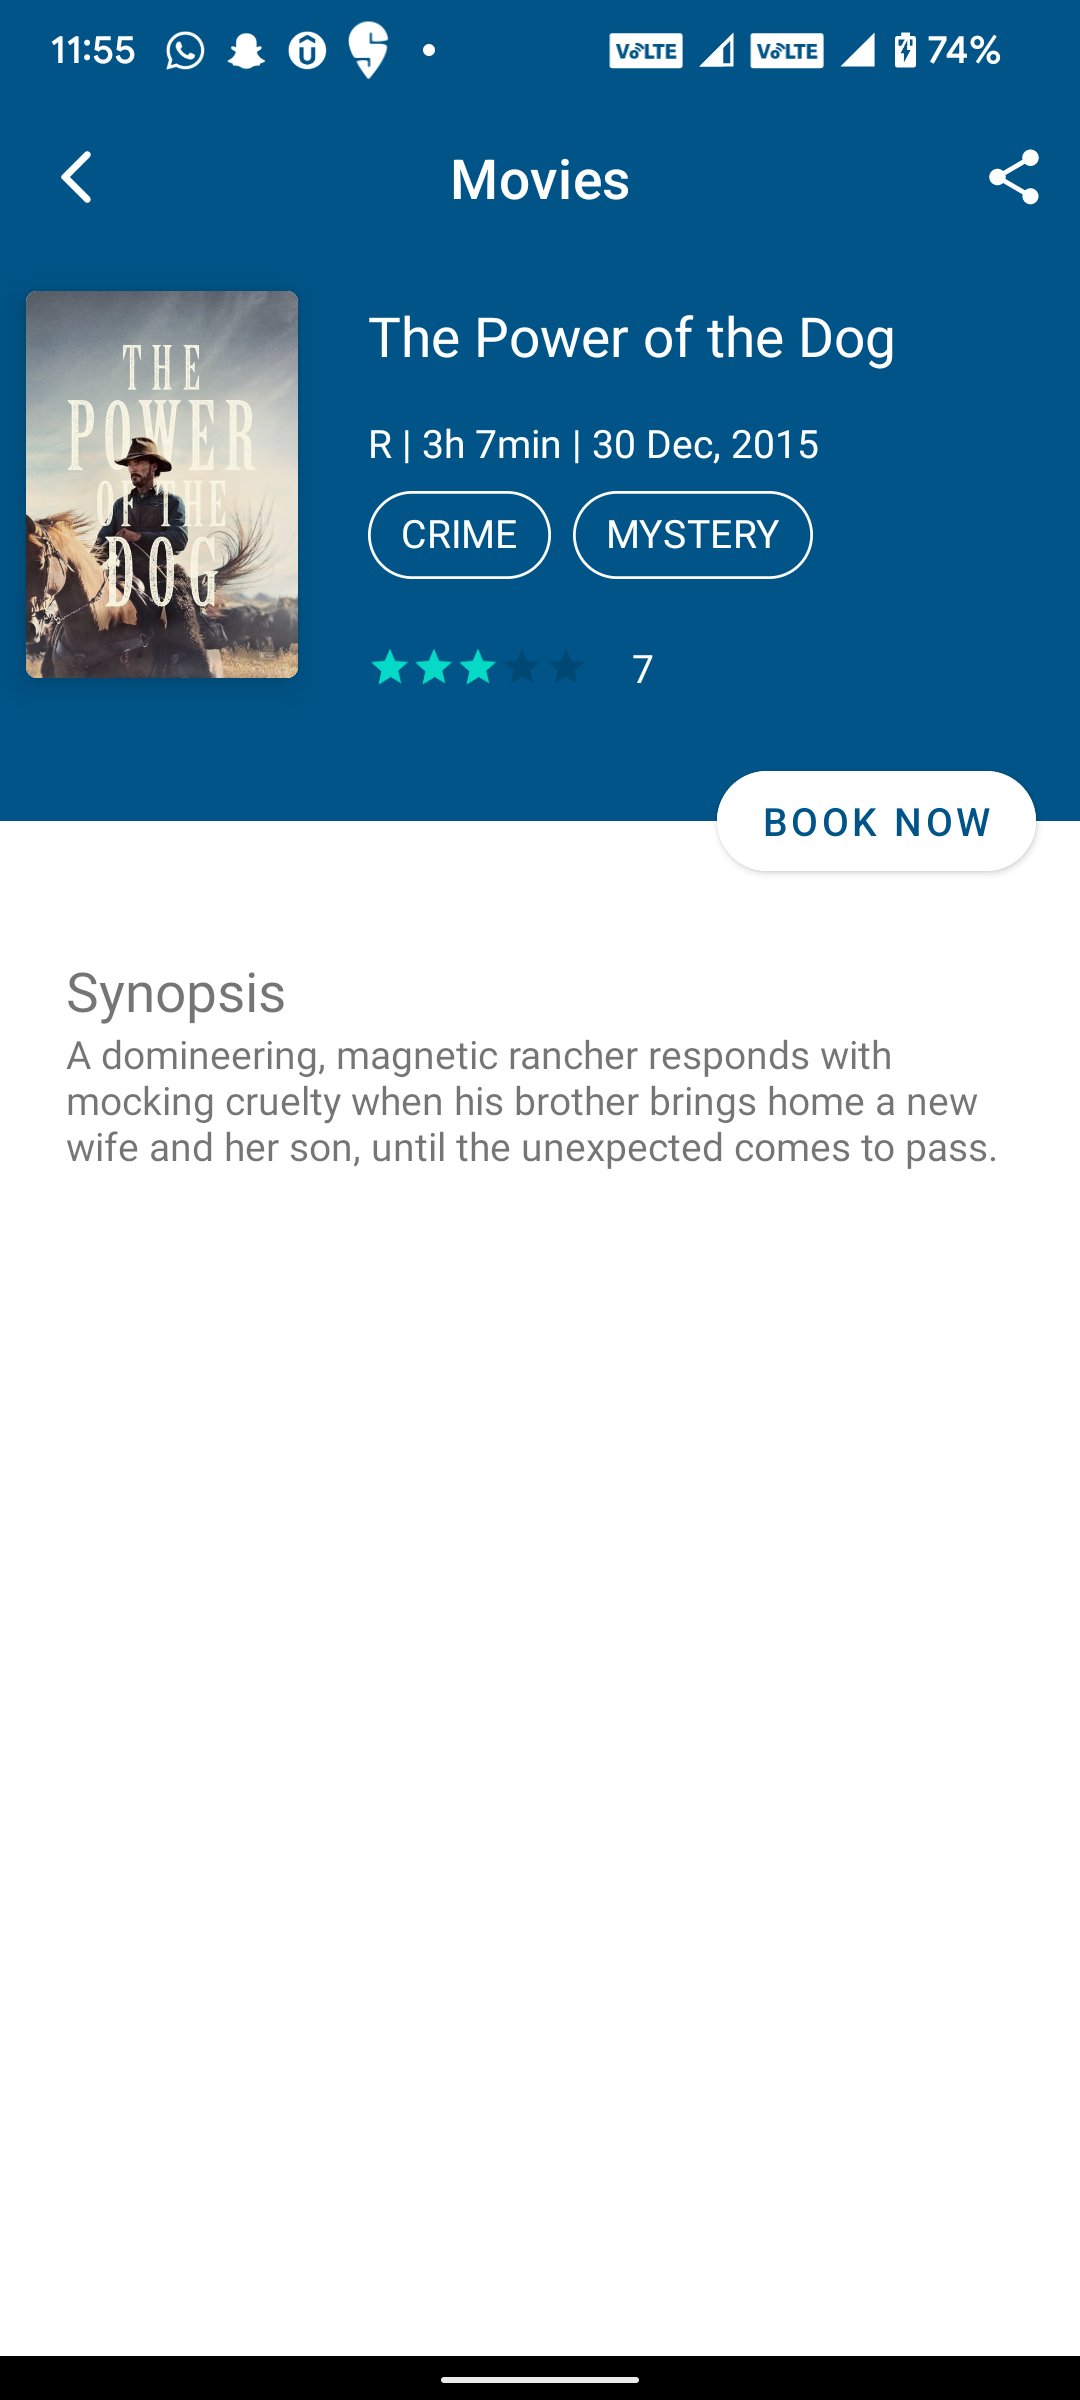 11:55 VoLTE VoLTE 74%
Movies
THE
POWER
OF THE
DOG
The Power of the Dog
R | 3h 7min | 30 Dec, 2015
CRIME MYSTERY
7
BOOK NOW
Synopsis
A domineering, magnetic rancher responds with
mocking cruelty when his brother brings home a new
wife and her son, until the unexpected comes to pass.